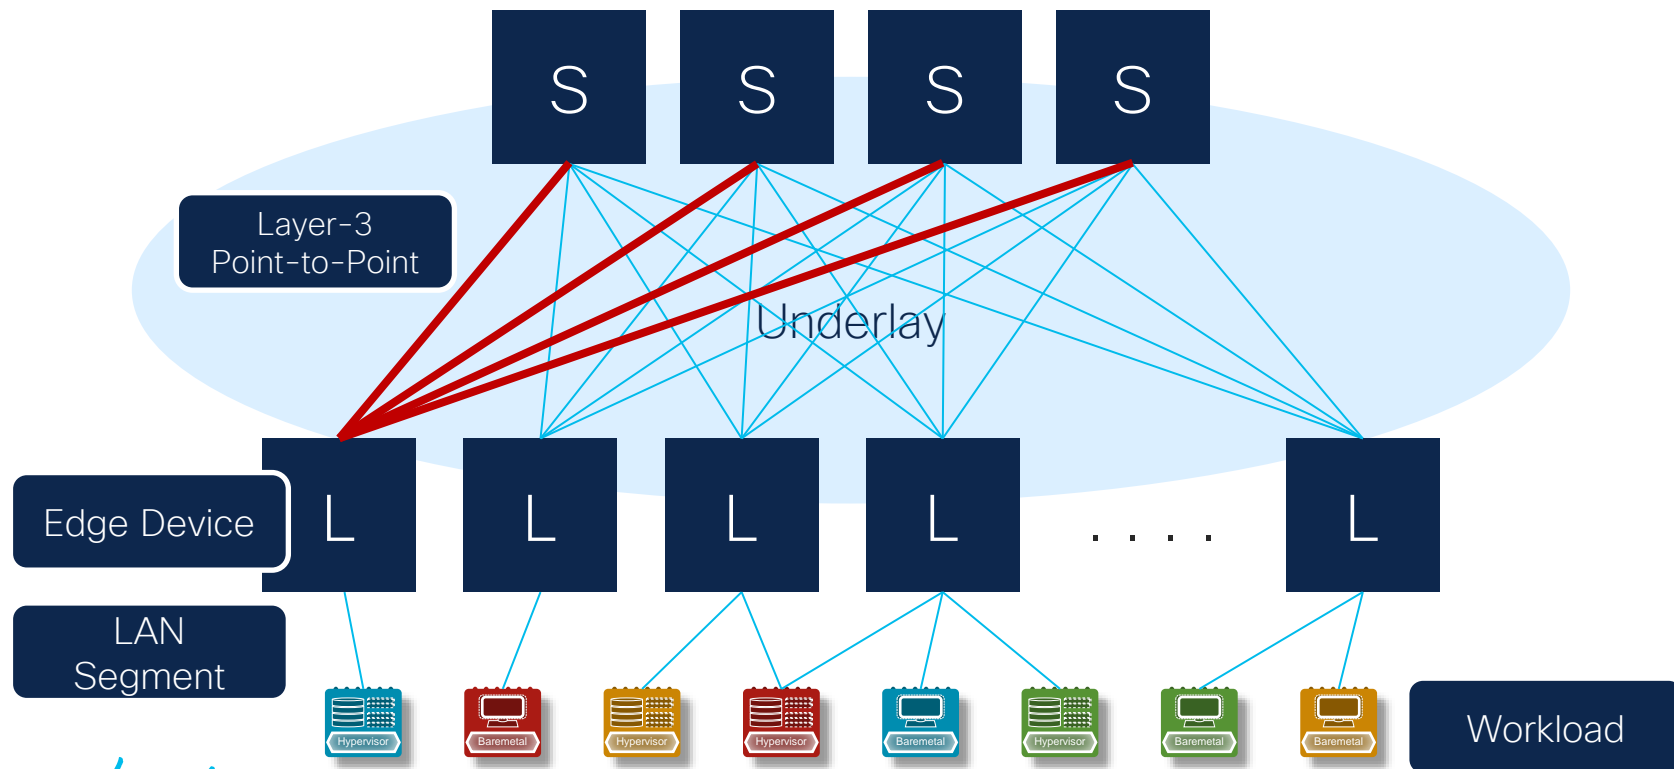 S
S
S
S
Layer-3
Point-to-Point
Underlay
Edge Device
L
L
L
L
. . . .
L
LAN
Segment
Hypervisor
Baremetal
Hypervisor
Hypervisor
Baremetal
Hypervisor
Baremetal
Baremetal
Workload